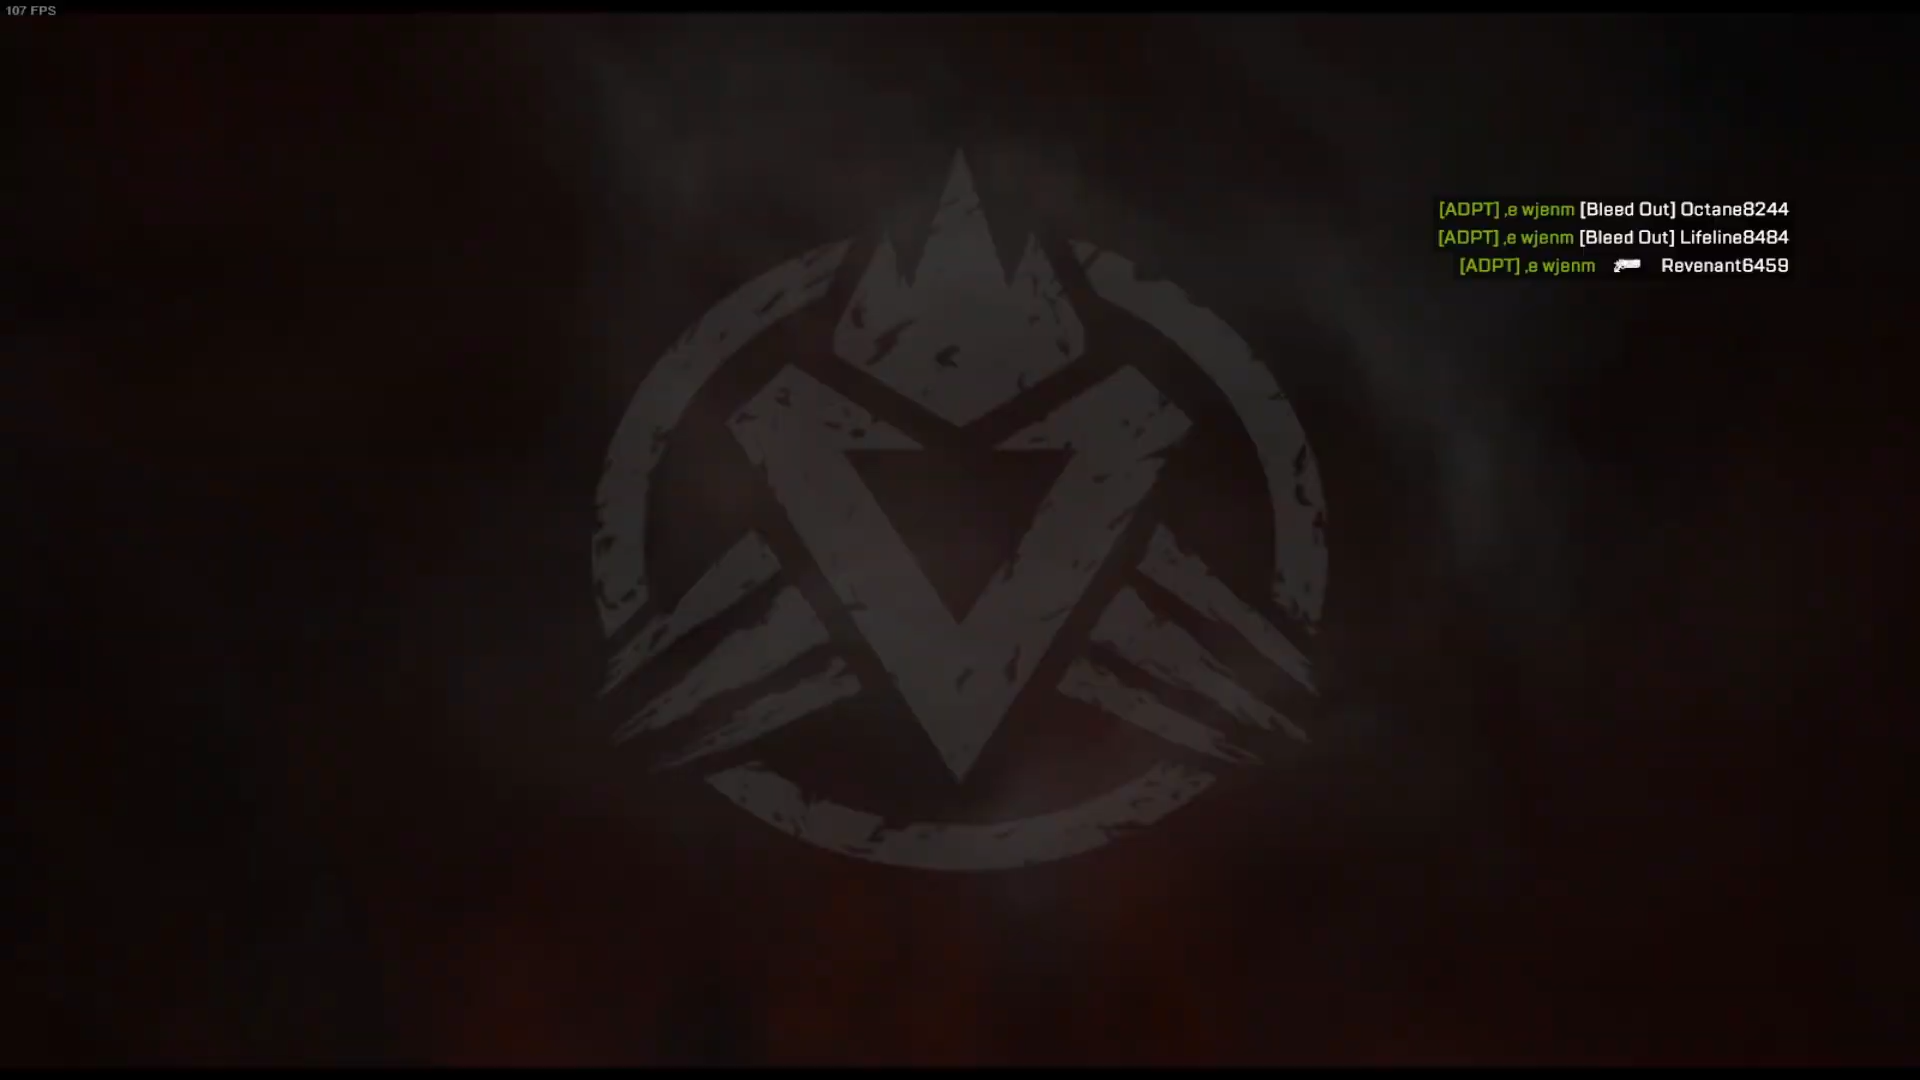 107 FPS
[ADPT] ,e wjenm [Bleed Out] Octane8244
[ADPT] ,e wjenm [Bleed Out] Lifeline8484
[ADPT] ,e wjenm Revenant6459